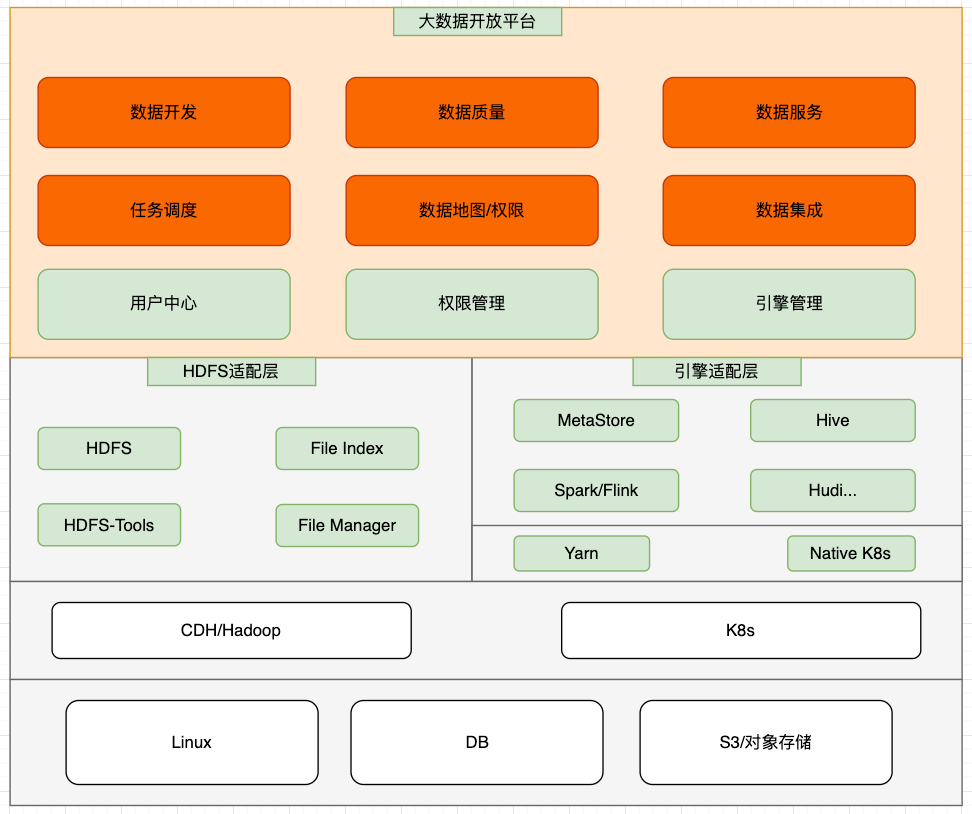 大数据开放平台
数据开发
数据质量
数据服务
任务调度
数据地图/权限
数据集成
用户中心
权限管理
引擎管理
HDFS适配层
引擎适配层
HDFS
File Index
HDFS-Tools
File Manager
MetaStore
Hive
Spark/Flink
Hudi...
Yarn
Native K8s
CDH/Hadoop
K8s
Linux
DB
S3/对象存储